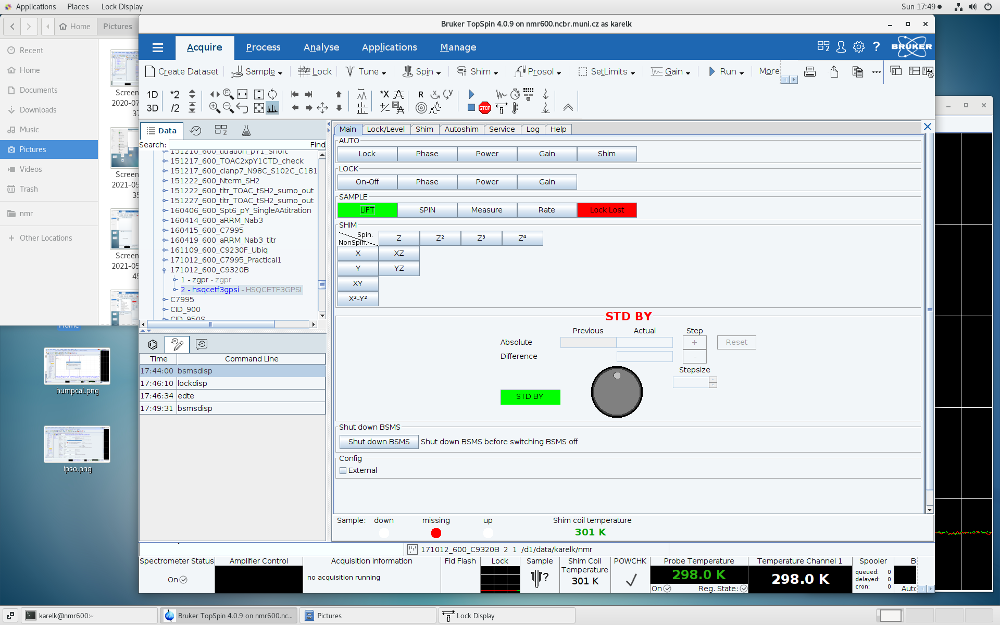 Applications Places Lock Display Sun 17:49
Home Pictures
Bruker TopSpin 4.0.9 on nmr600.ncbr.muni.cz as karelk
Acquire Process Analyse Applications Manage 2 ? BRUKER
Create Dataset Sample Lock Tune Spin Shim Prosol SetLimits Gain Run More
1D *2 *X R
3D /2 STOP
Recent
Home
Documents
Downloads
Music
Pictures
Videos
Trash
nmr
Other Locations
Screen
2020-07
Screen
2021-05
Screen
2021-05
Data
Search: Find
151210_600_titration_pY1_Short
151217_600_TOAC2xpY1CTD_check
151217_600_clanp7_N98C_S102C_C181
151222_600_Nterm_SH2
151222_600_titr_TOAC_tSH2_sumo_out
151227_600_titr_TOAC_tSH2_sumo_out
160406_600_Spt6_pY_SingleAAtitration
160414_600_aRRM_Nab3
160415_600_C7995
160419_600_aRRM_Nab3_titr
161109_600_C9230F_Ubiq
171012_600_C7995_Practical1
171012_600_C9320B
1 - zgpr - zgpr
2 - hsqcetf3gpsi - HSQCETF3GPSI
C7995
CID_900
CID_950S
Time Command Line
17:44:00 bsmsdisp
17:46:10 lockdisp
17:46:34 edte
17:49:31 bsmsdisp
Home
humpcal.png
ipso.png
Main Lock/Level Shim Autoshim Service Log Help
AUTO
Lock Phase Power Gain Shim
LOCK
On-Off Phase Power Gain
SAMPLE
LIFT SPIN Measure Rate Lock Lost
SHIM
Spin. NonSpin. Z Z² Z³ Z⁴
X XZ
Y YZ
XY
X²-Y²
STD BY
Previous Actual Step
Absolute + Reset
Difference -
Stepsize
STD BY
Shut down BSMS
Shut down BSMS Shut down BSMS before switching BSMS off
Config
External
Sample: down missing up Shim coil temperature
301 K
171012_600_C9320B 2 1 /d1/data/karelk/nmr
Spectrometer Status Amplifier Control Acquisition information Fid Flash Lock Sample Shim Coil Temperature POWCHK Probe Temperature Temperature Channel 1 Spooler
On no acquisition running ? 301 K 298.0 K 298.0 K
queued: 0
delayed: 0
cron: 0
On Reg. State: Auto
karelk@nmr600:~ Bruker TopSpin 4.0.9 on nmr600.nc... Pictures Lock Display